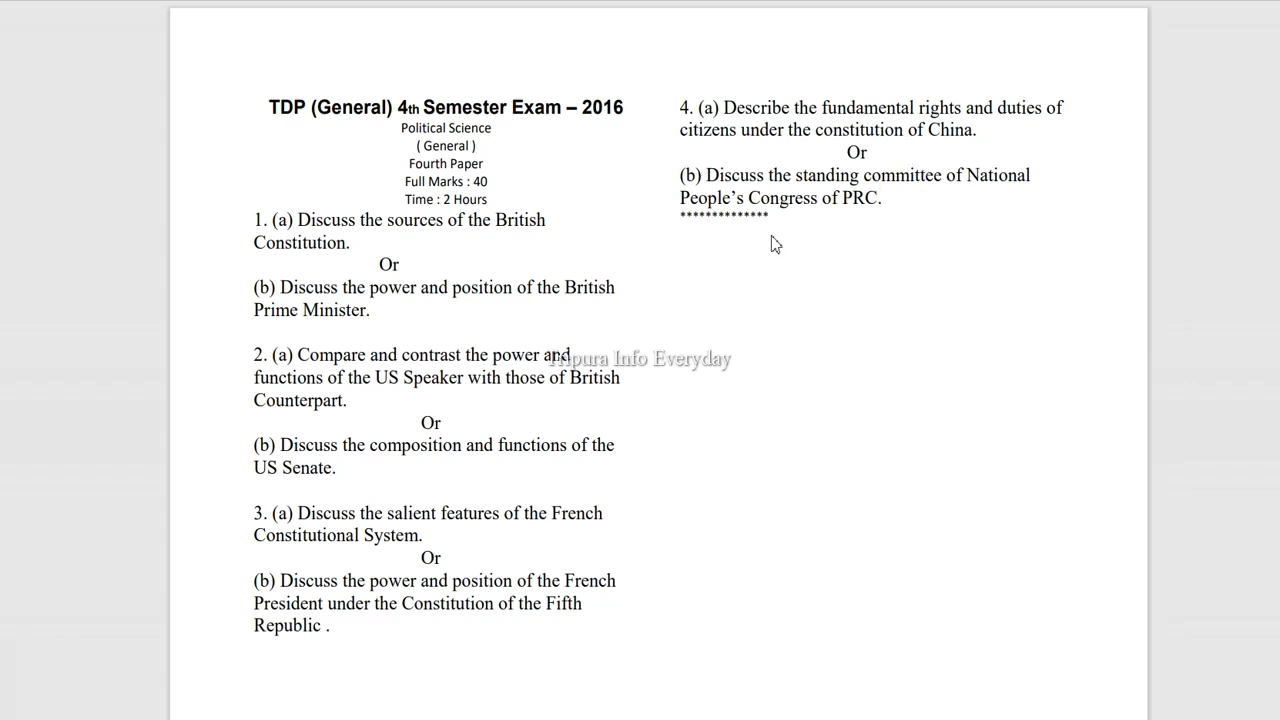 TDP (General) 4th Semester Exam – 2016
Political Science
( General )
Fourth Paper
Full Marks : 40
Time : 2 Hours
1. (a) Discuss the sources of the British
Constitution.
Or
(b) Discuss the power and position of the British
Prime Minister.
2. (a) Compare and contrast the power and
functions of the US Speaker with those of British
Counterpart.
Or
(b) Discuss the composition and functions of the
US Senate.
3. (a) Discuss the salient features of the French
Constitutional System.
Or
(b) Discuss the power and position of the French
President under the Constitution of the Fifth
Republic .
4. (a) Describe the fundamental rights and duties of
citizens under the constitution of China.
Or
(b) Discuss the standing committee of National
People’s Congress of PRC.
**************
Tripura Info Everyday